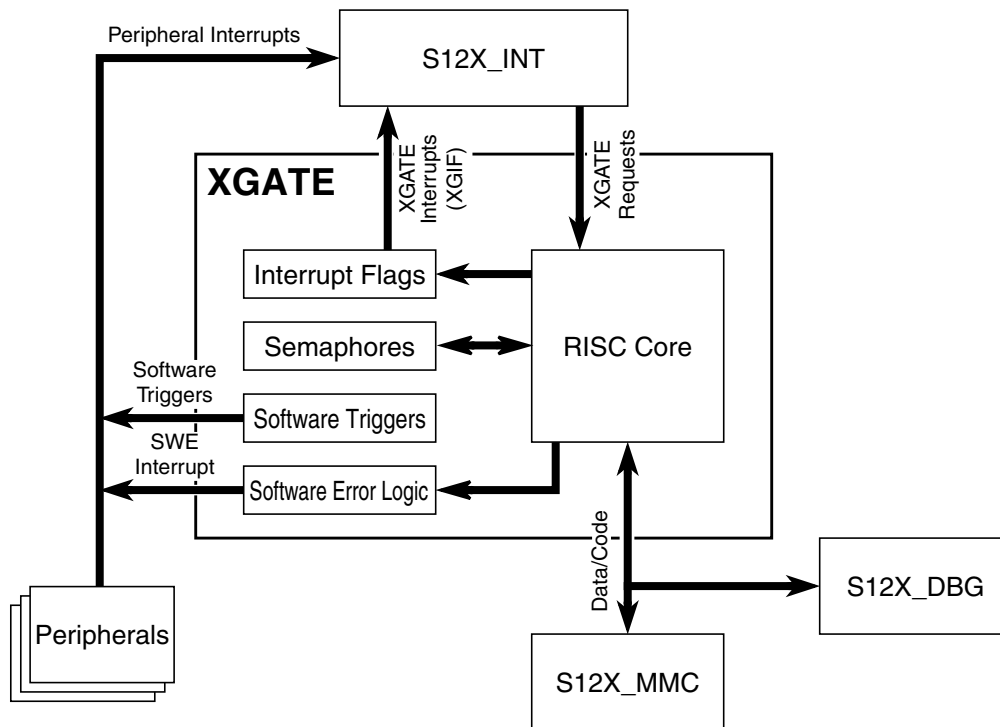 Peripheral Interrupts
S12X_INT
XGATE
XGATE
Interrupts
(XGIF)
XGATE
Requests
Interrupt Flags
Semaphores
RISC Core
Software
Triggers
Software Triggers
SWE
Interrupt
Software Error Logic
Data/Code
S12X_DBG
Peripherals
S12X_MMC